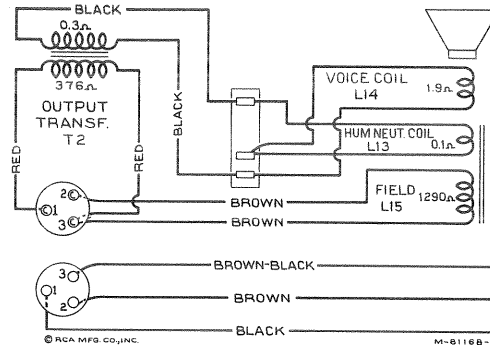 BLACK
0.3Ω
376Ω
OUTPUT
TRANSF.
T2
RED
RED
BLACK
VOICE COIL
L14
1.9Ω
HUM NEUT. COIL
L13
0.1Ω
FIELD
L15
1290Ω
2
1
3
BROWN
BROWN
3
1
2
BROWN-BLACK
BROWN
BLACK
© RCA MFG. CO., INC.
M-81168-